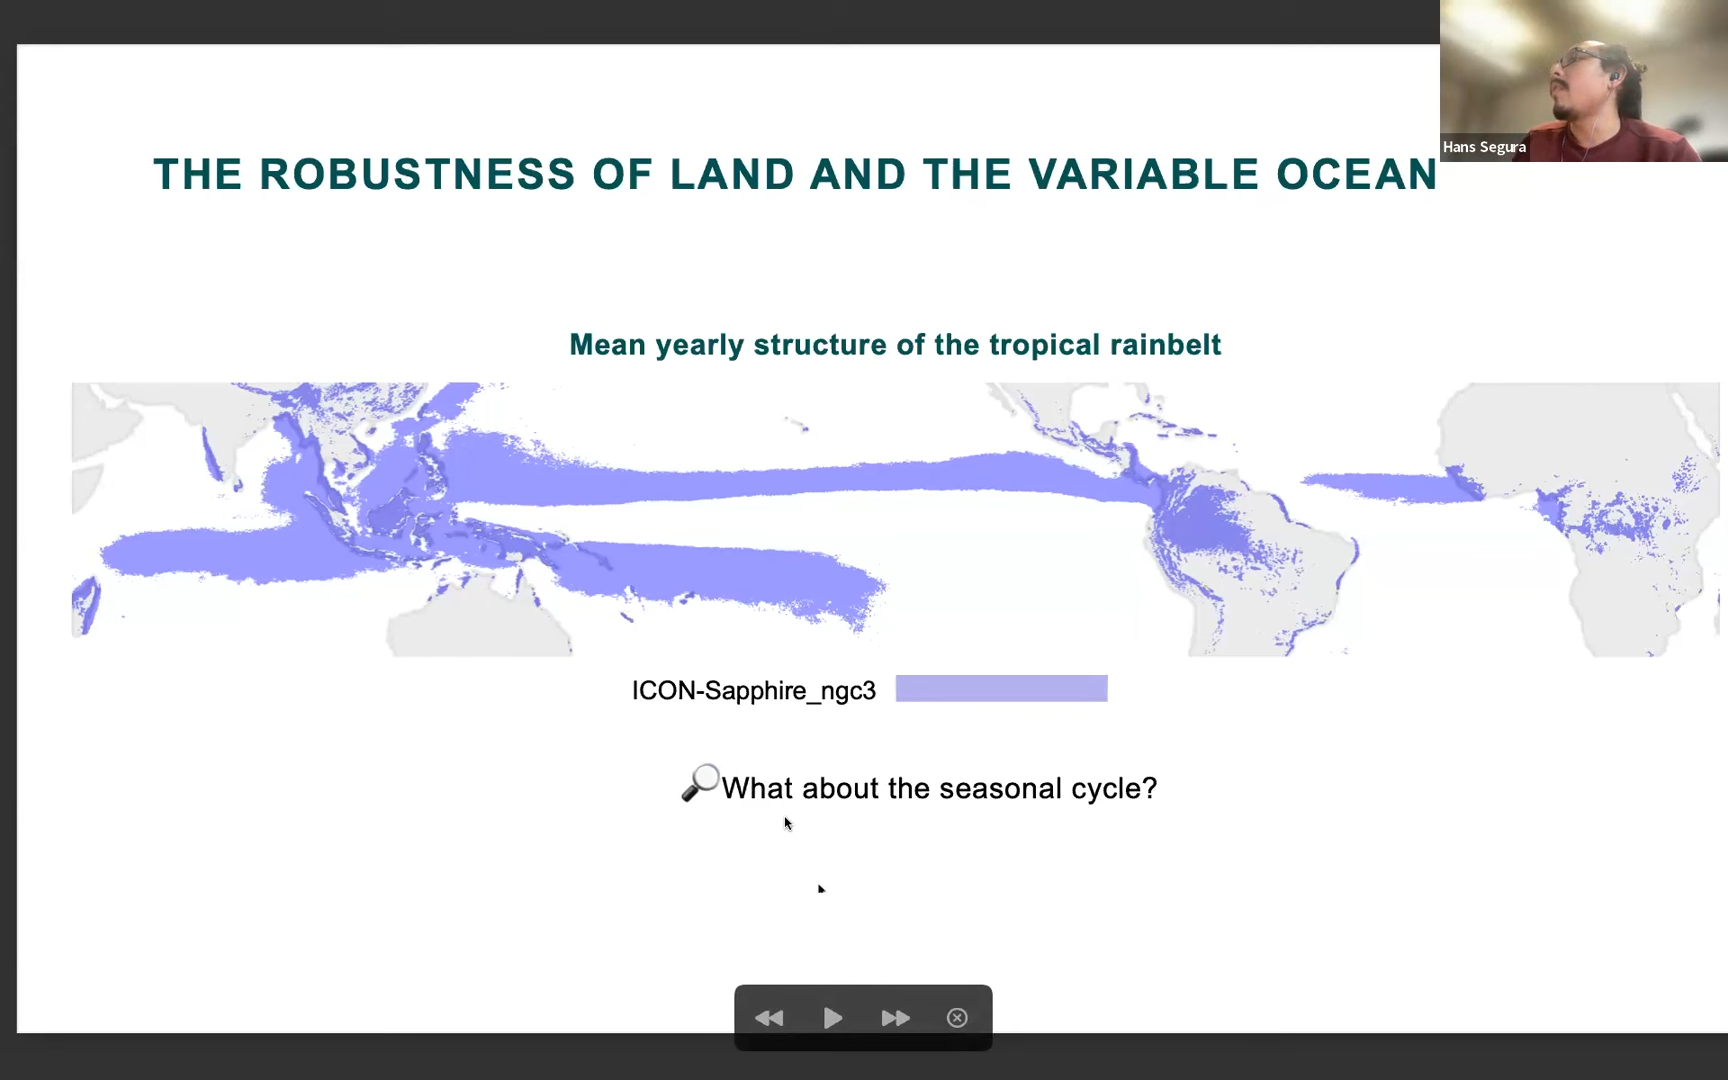 THE ROBUSTNESS OF LAND AND THE VARIABLE OCEAN
Hans Segura
Mean yearly structure of the tropical rainbelt
ICON-Sapphire_ngc3
What about the seasonal cycle?